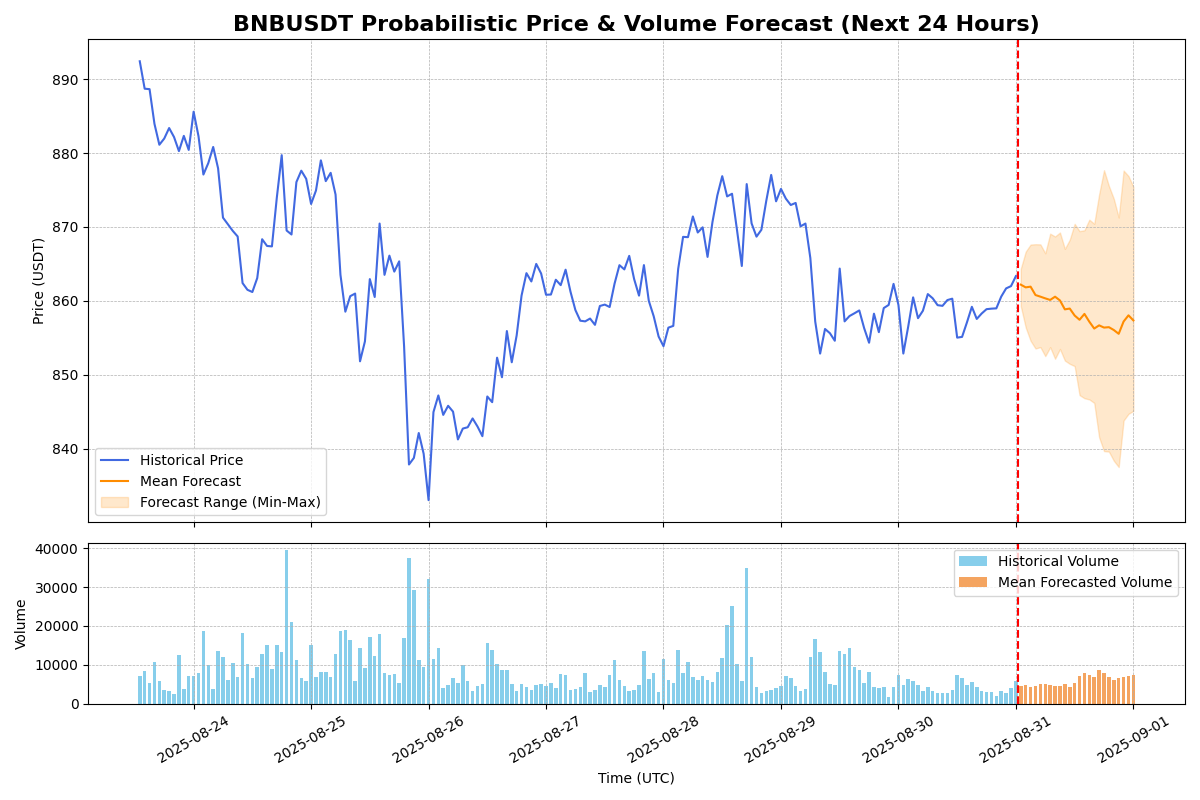 BNBUSDT Probabilistic Price & Volume Forecast (Next 24 Hours)
Price (USDT)
890
880
870
860
850
840
Historical Price
Mean Forecast
Forecast Range (Min-Max)
Volume
40000
30000
20000
10000
0
Historical Volume
Mean Forecasted Volume
2025-08-24
2025-08-25
2025-08-26
2025-08-27
2025-08-28
2025-08-29
2025-08-30
2025-08-31
2025-09-01
Time (UTC)